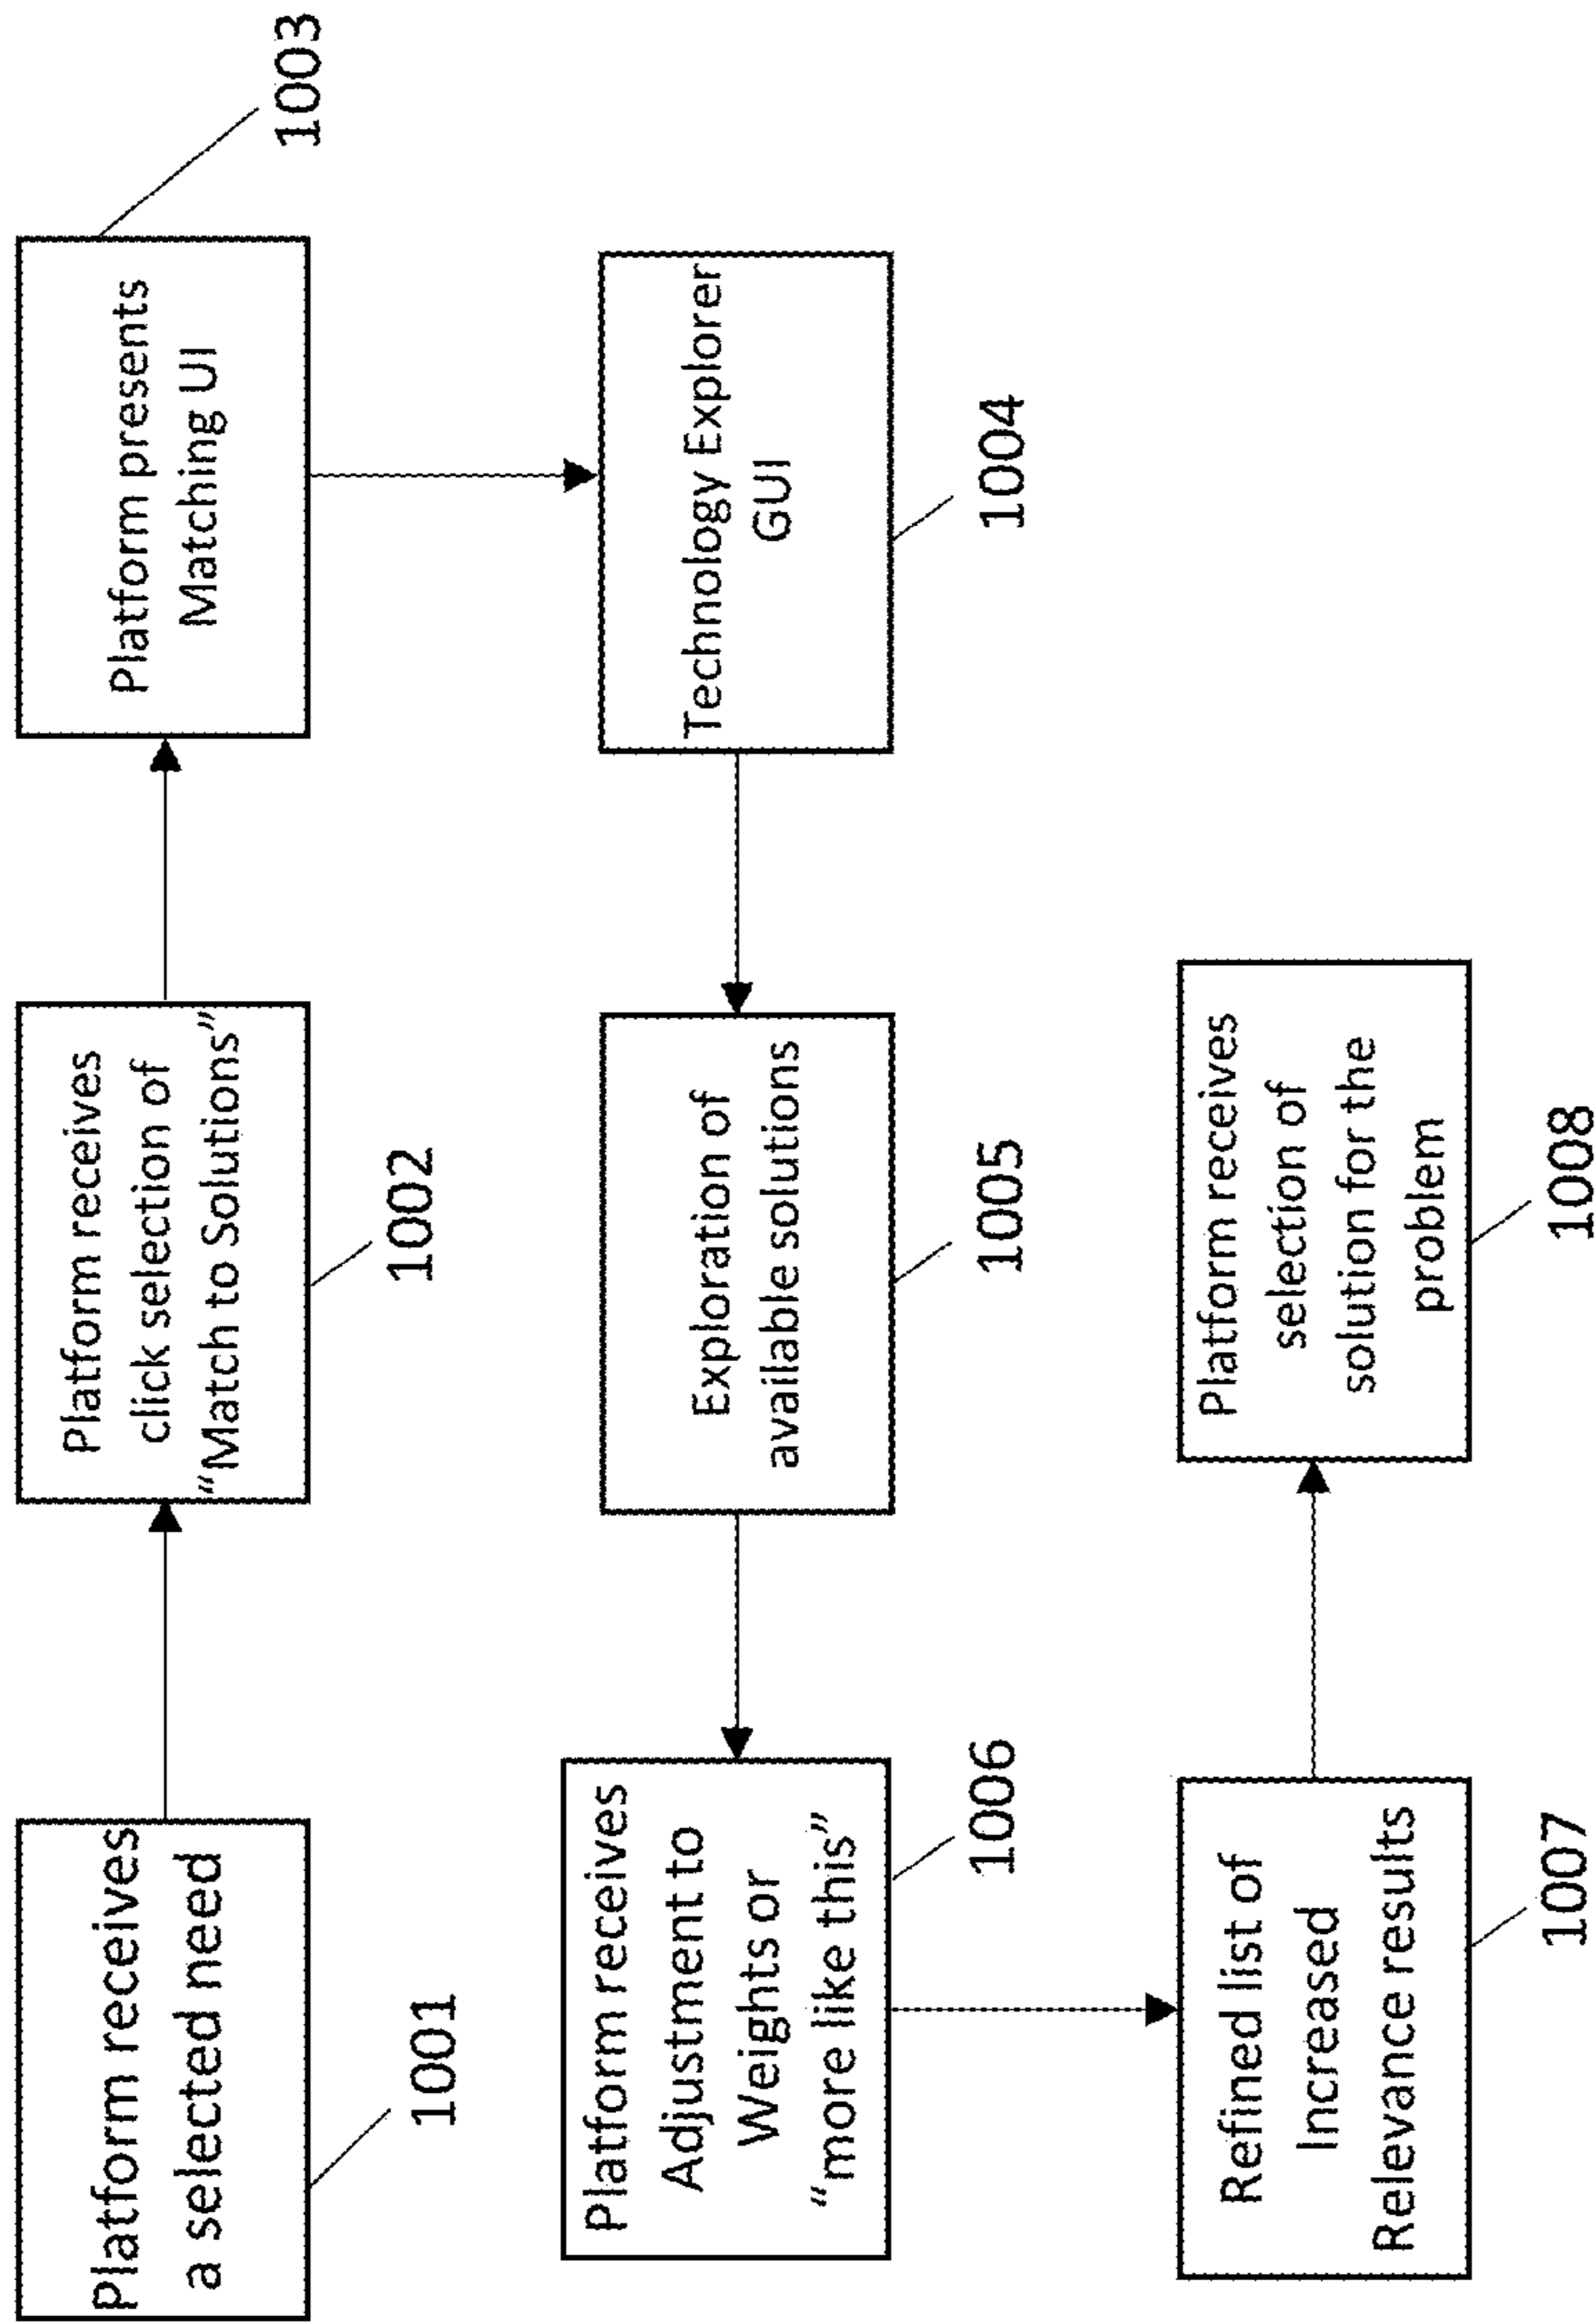 Platform receives
a selected need
1001
Platform receives
click selection of
“Match to Solutions”
1002
Platform presents
Matching UI
1003
Technology Explorer
GUI
1004
Exploration of
available solutions
1005
Platform receives
Adjustment to
Weights or
“more like this”
1006
Refined list of
Increased
Relevance results
1007
Platform receives
selection of
solution for the
problem
1008